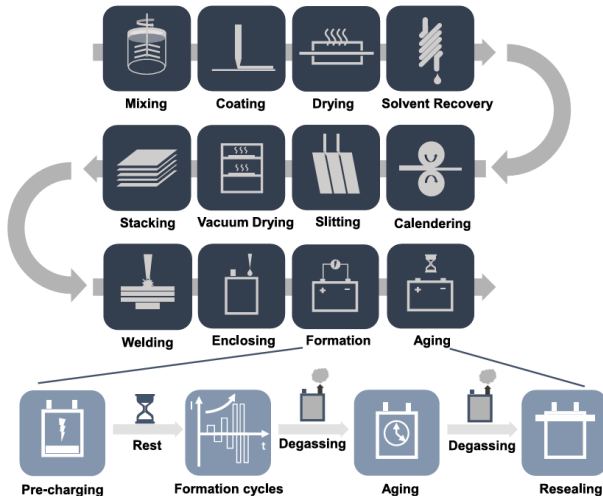 Mixing Coating Drying Solvent Recovery
Stacking Vacuum Drying Slitting Calendering
+ - + -
Welding Enclosing Formation Aging
I
t
Rest Degassing Degassing
Pre-charging Formation cycles Aging Resealing